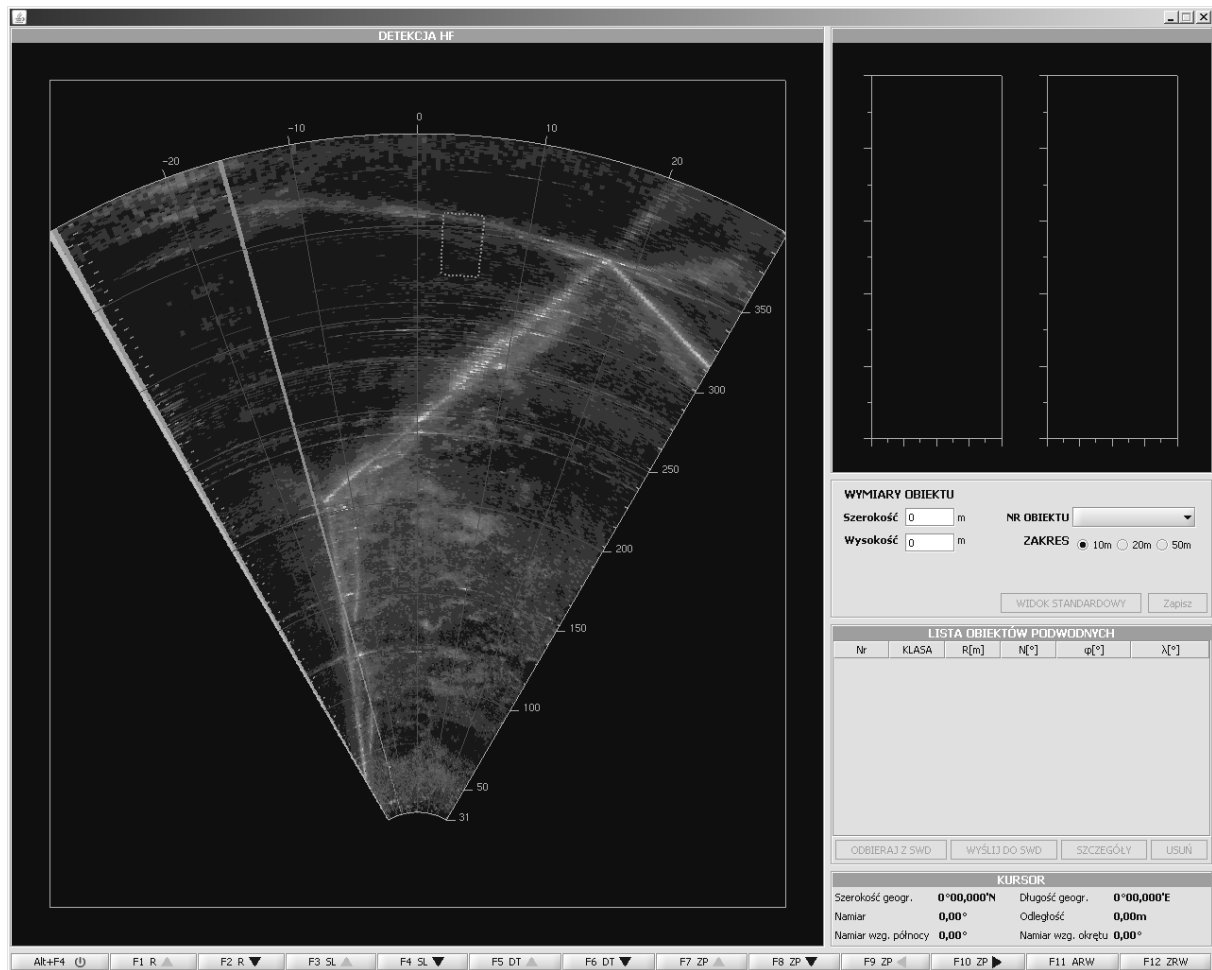 DETEKCJA HF
0
-10
10
-20
20
350
300
250
200
150
100
50
31
WYMIARY OBIEKTU
Szerokość 0 m NR OBIEKTU
Wysokość 0 m ZAKRES 10m 20m 50m
WIDOK STANDARDOWY Zapisz
LISTA OBIEKTÓW PODWODNYCH
Nr KLASA R[m] N[°] φ[°] λ[°]
ODBIERAJ Z SWD WYŚLIJ DO SWD SZCZEGÓŁY USUŃ
KURSOR
Szerokość geogr. 0°00,000'N Długość geogr. 0°00,000'E
Namiar 0,00° Odległość 0,00m
Namiar wzg. północy 0,00° Namiar wzg. okrętu 0,00°
Alt+F4 F1 R F2 R F3 SL F4 SL F5 DT F6 DT F7 ZP F8 ZP F9 ZP F10 ZP F11 ARW F12 ZRW